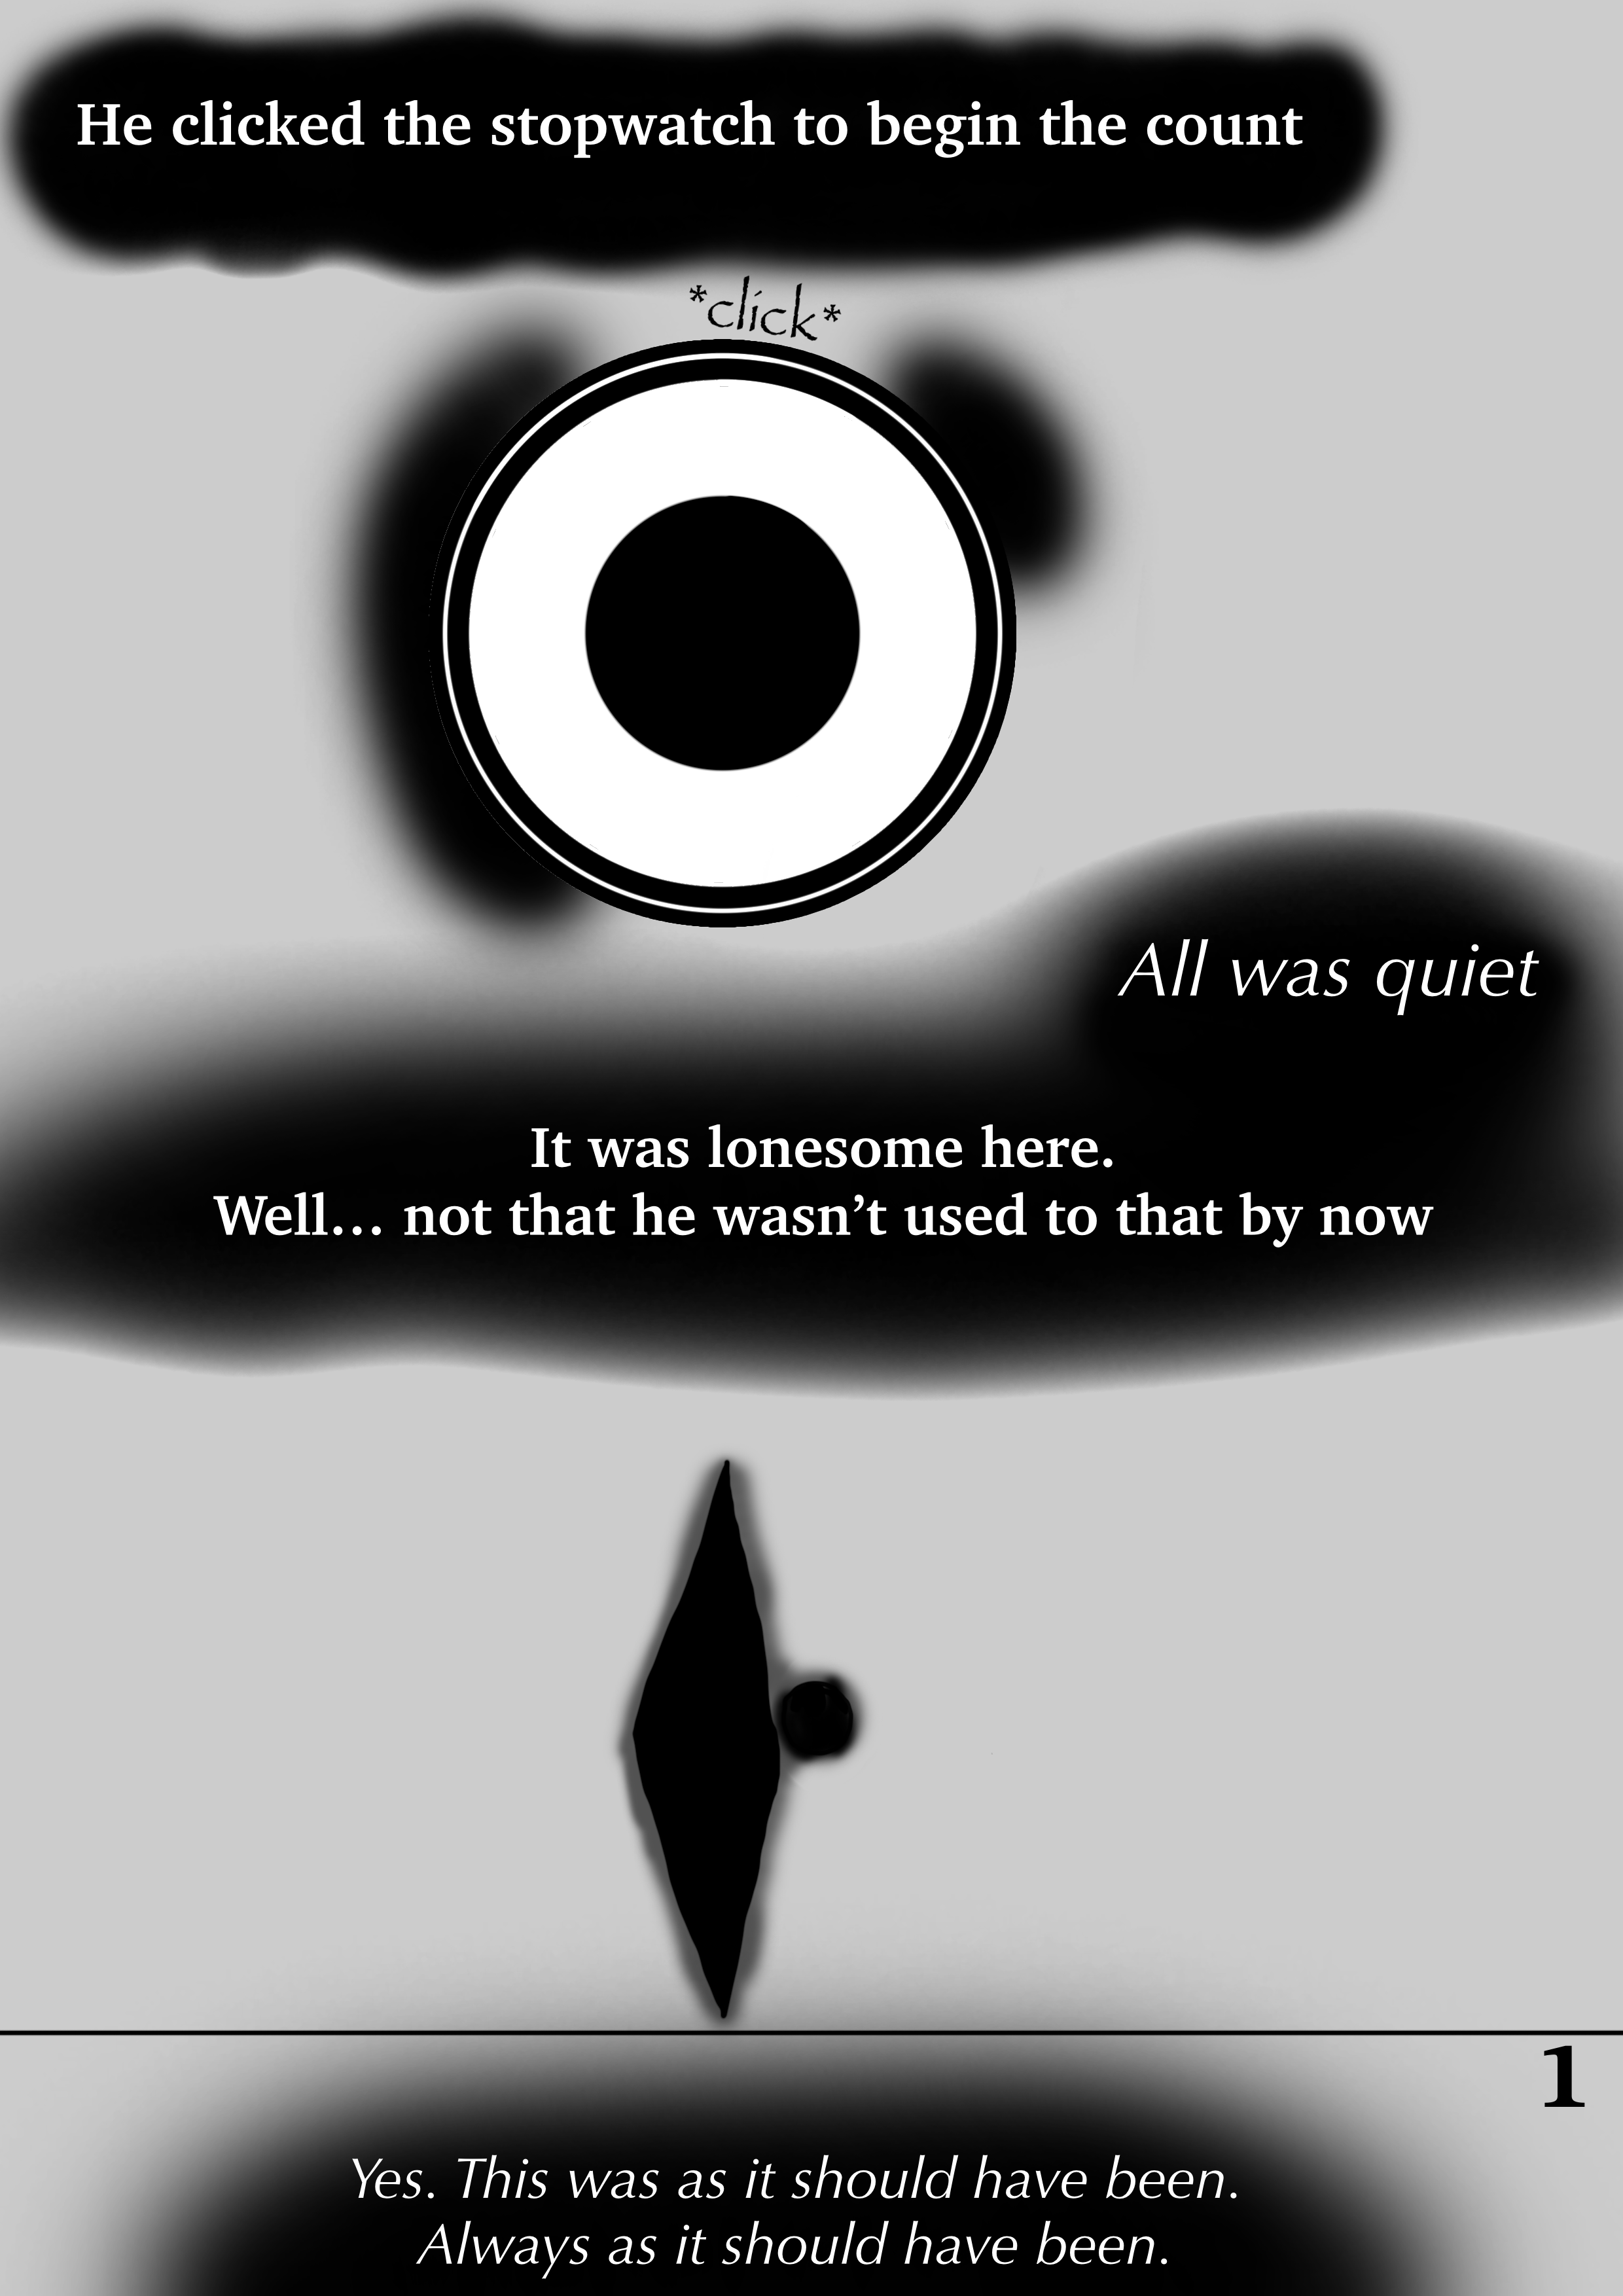 He clicked the stopwatch to begin the count
*click*
All was quiet
It was lonesome here.
Well... not that he wasn’t used to that by now
1
Yes. This was as it should have been.
Always as it should have been.